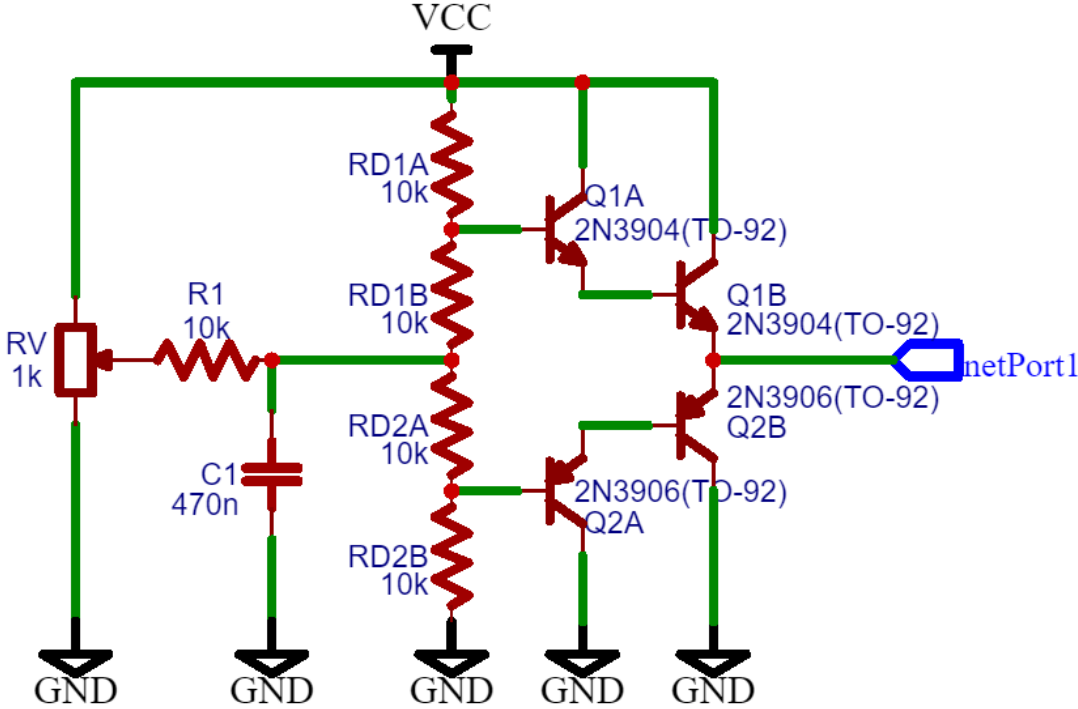 VCC
RD1A
10k
Q1A
2N3904(TO-92)
R1
10k
RD1B
10k
Q1B
2N3904(TO-92)
RV
1k
netPort1
2N3906(TO-92)
Q2B
RD2A
10k
C1
470n
2N3906(TO-92)
Q2A
RD2B
10k
GND
GND
GND
GND
GND